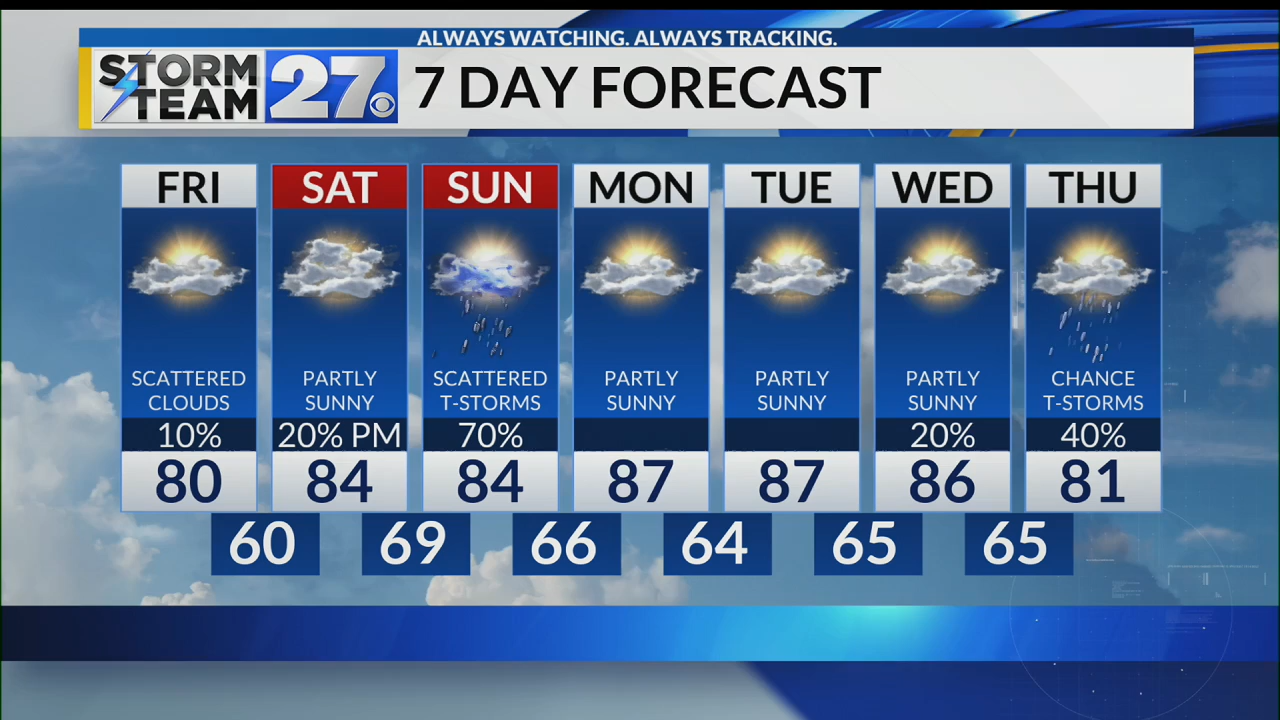 ALWAYS WATCHING. ALWAYS TRACKING.
STORM
TEAM
27
7 DAY FORECAST
FRI SAT SUN MON TUE WED THU
SCATTERED PARTLY SCATTERED PARTLY PARTLY PARTLY CHANCE
CLOUDS SUNNY T-STORMS SUNNY SUNNY SUNNY T-STORMS
10% 20% PM 70% 20% 40%
80 84 84 87 87 86 81
60 69 66 64 65 65